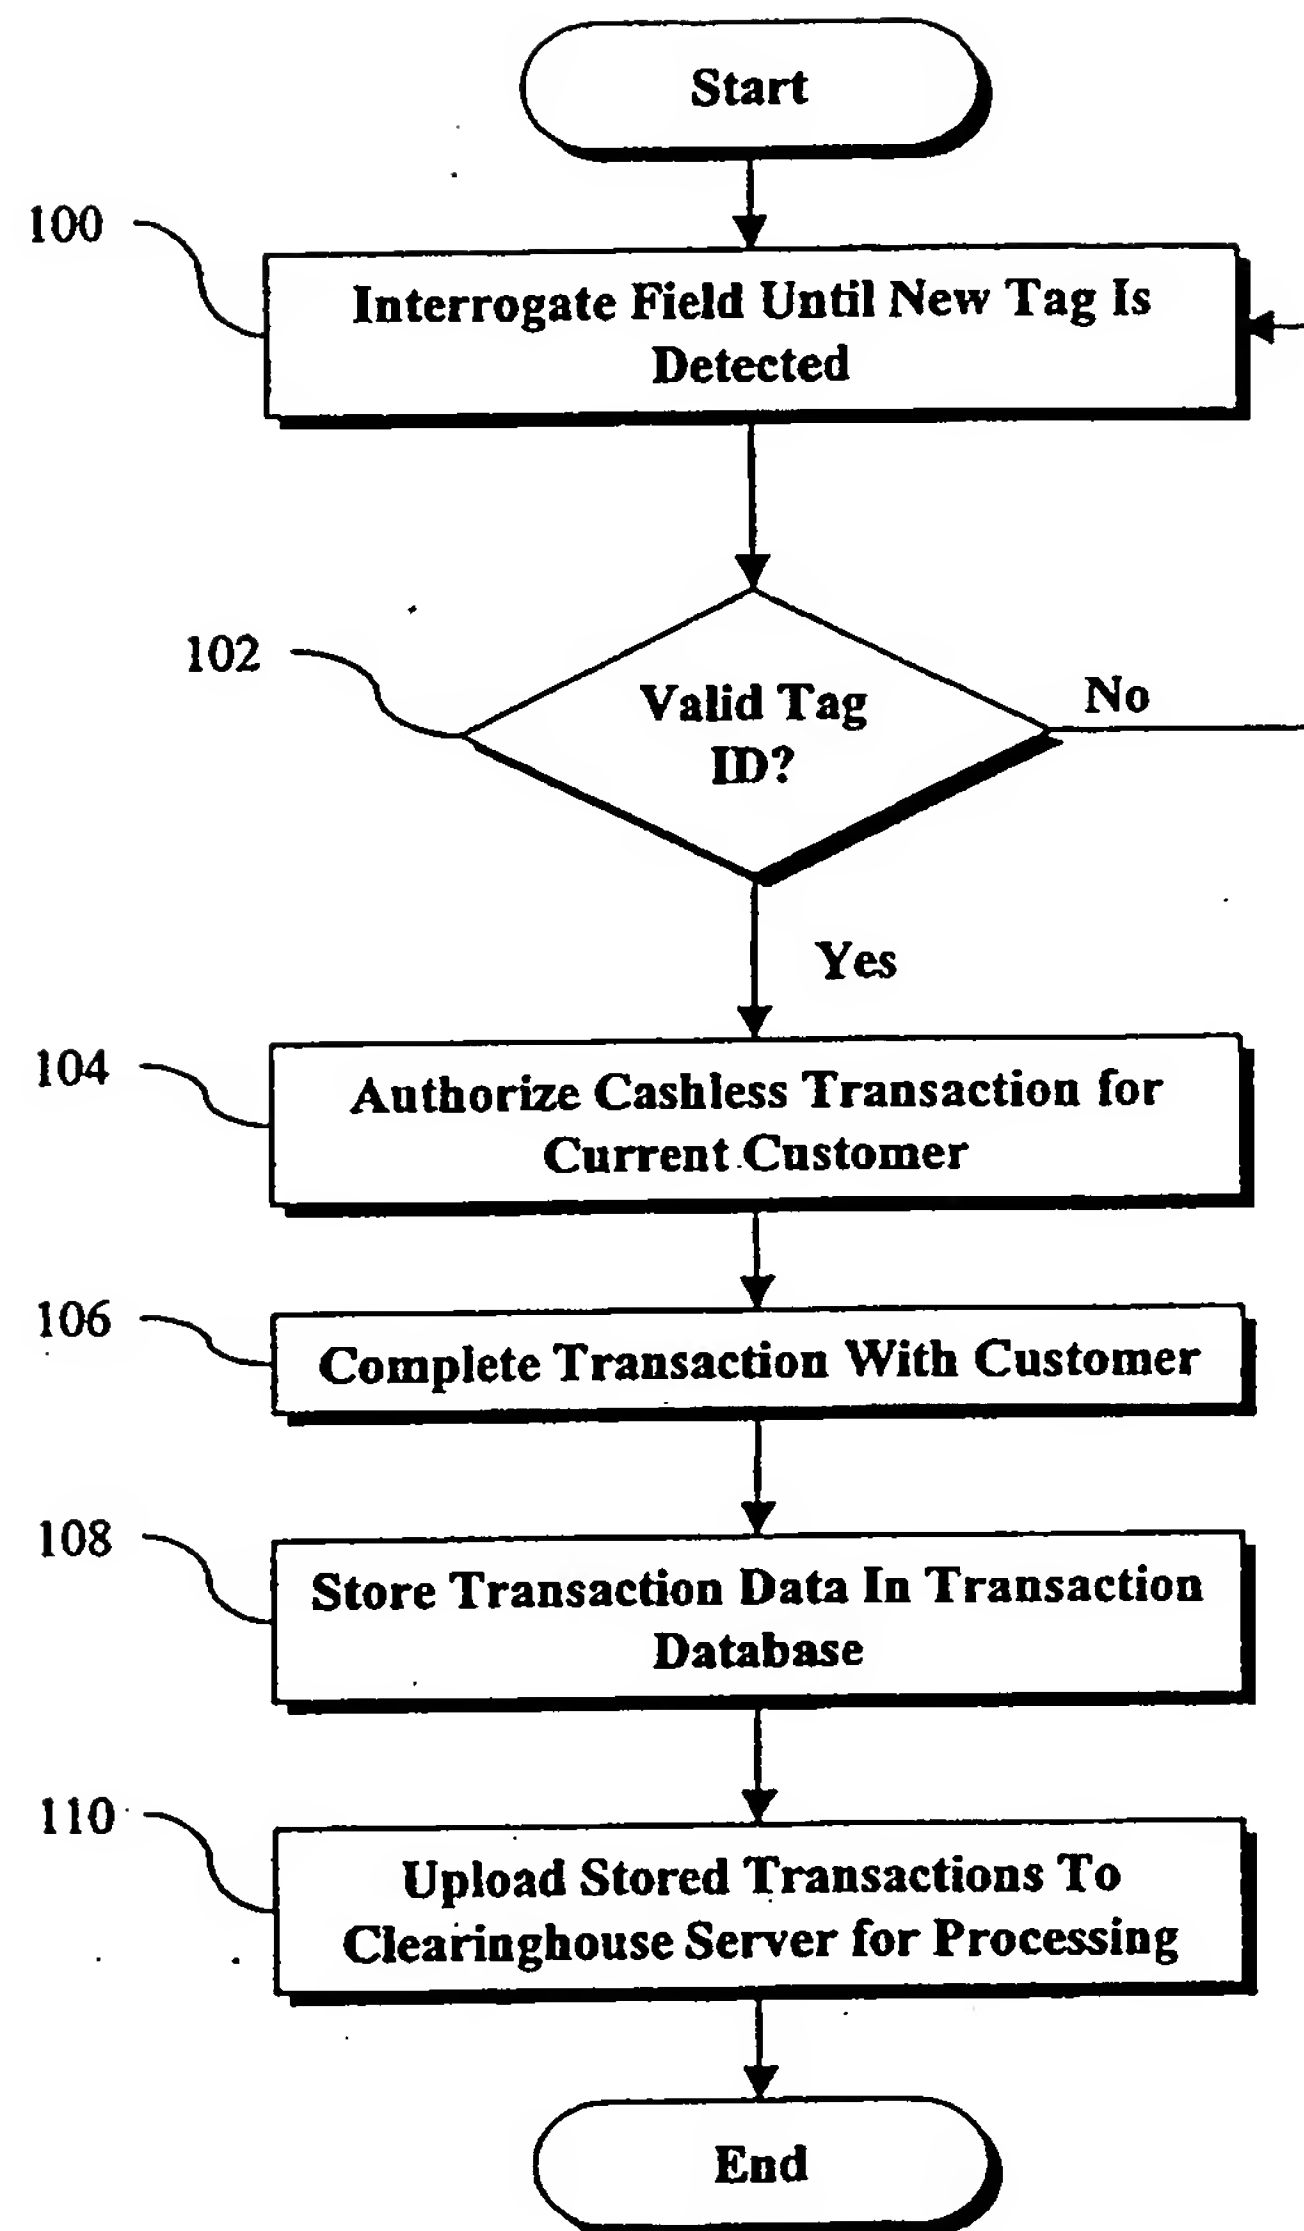 Start
100
Interrogate Field Until New Tag Is
Detected
102
Valid Tag
ID?
No
Yes
104
Authorize Cashless Transaction for
Current Customer
106
Complete Transaction With Customer
108
Store Transaction Data In Transaction
Database
110
Upload Stored Transactions To
Clearinghouse Server for Processing
End